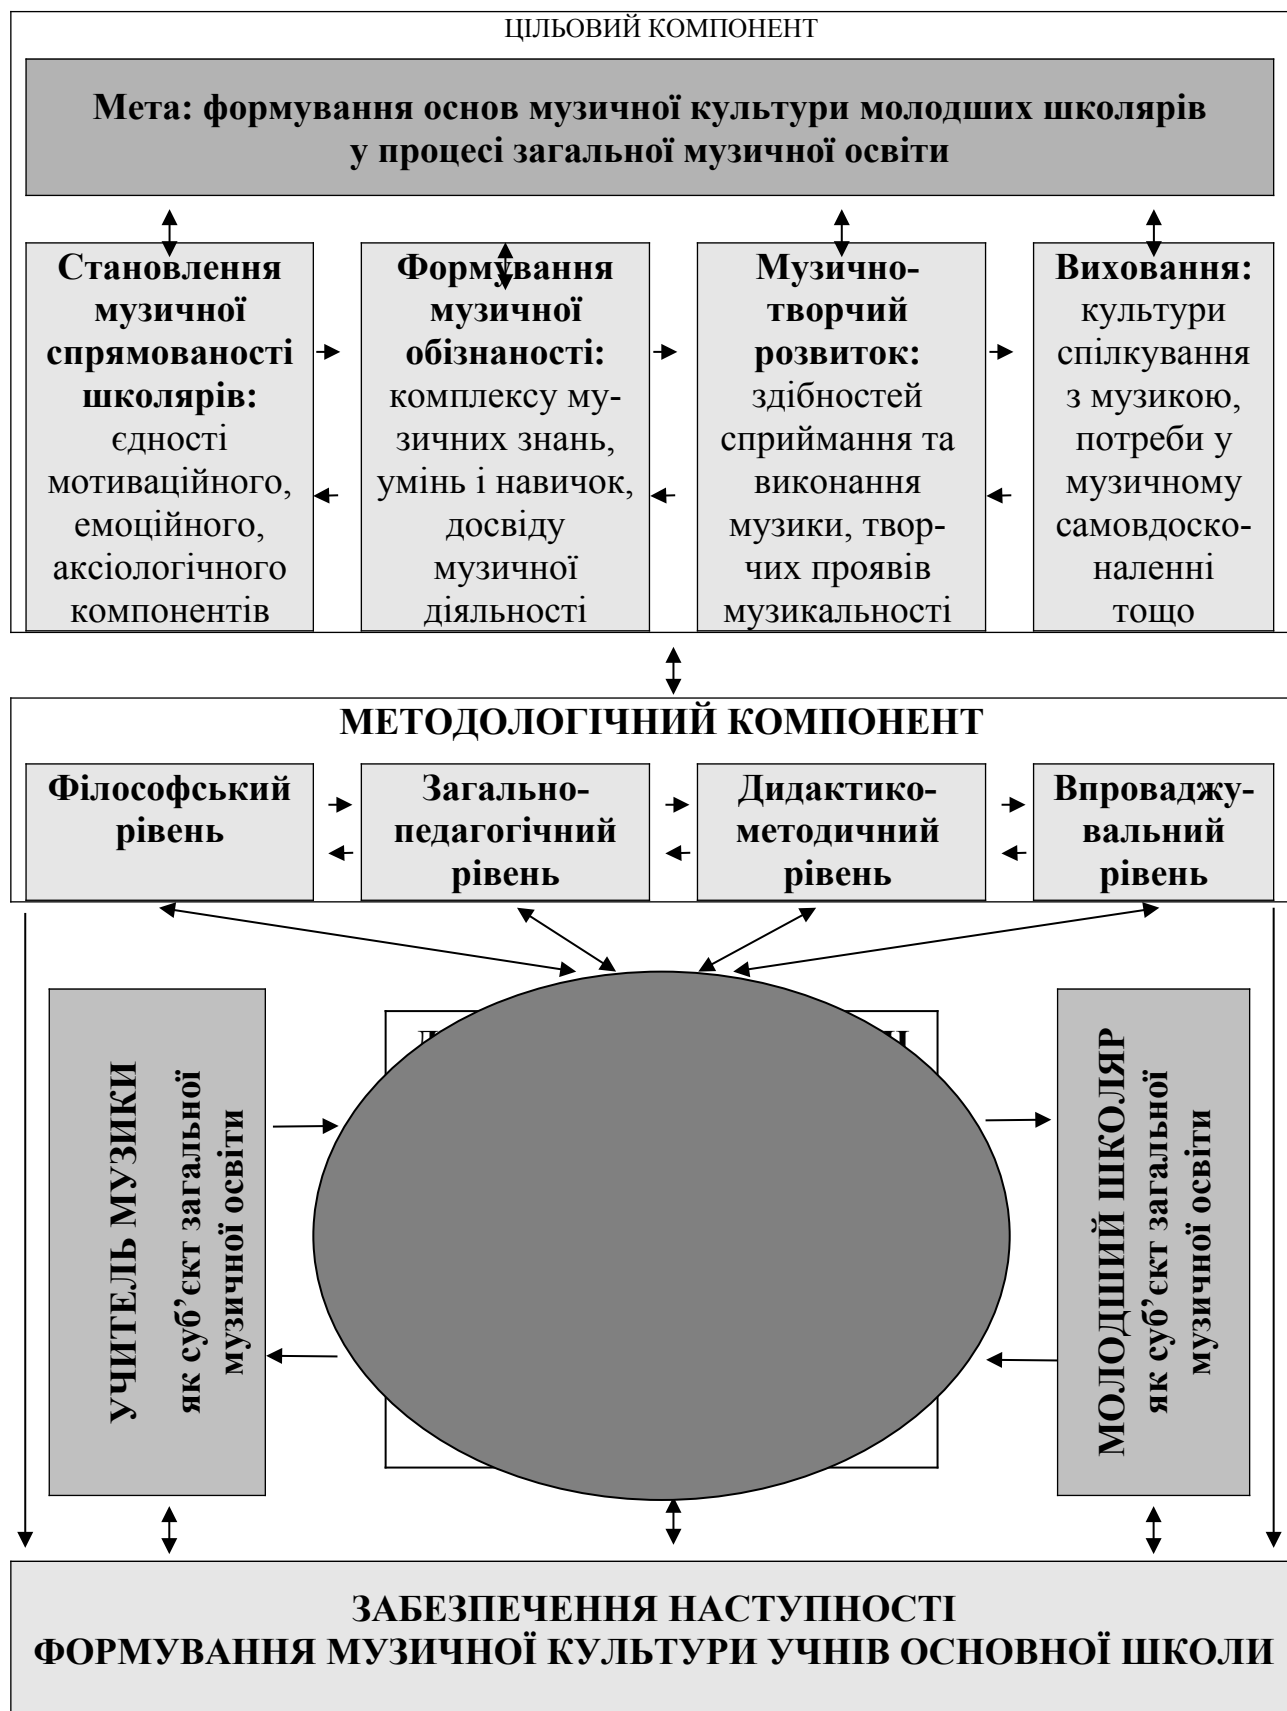 ЦІЛЬОВИЙ КОМПОНЕНТ
Мета: формування основ музичної культури молодших школярів
у процесі загальної музичної освіти
Становлення
музичної
спрямованості
школярів:
єдності
мотиваційного,
емоційного,
аксіологічного
компонентів
Формування
музичної
обізнаності:
комплексу му-
зичних знань,
умінь і навичок,
досвіду
музичної
діяльності
Музично-
творчий
розвиток:
здібностей
сприймання та
виконання
музики, твор-
чих проявів
музикальності
Виховання:
культури
спілкування
з музикою,
потреби у
музичному
самовдоско-
наленні
тощо
МЕТОДОЛОГІЧНИЙ КОМПОНЕНТ
Філософський
рівень
Загально-
педагогічний
рівень
Дидактико-
методичний
рівень
Впроваджу-
вальний
рівень
УЧИТЕЛЬ МУЗИКИ
як суб’єкт загальної
музичної освіти
МОЛОДШИЙ ШКОЛЯР
як суб’єкт загальної
музичної освіти
ЗАБЕЗПЕЧЕННЯ НАСТУПНОСТІ
ФОРМУВАННЯ МУЗИЧНОЇ КУЛЬТУРИ УЧНІВ ОСНОВНОЇ ШКОЛИ